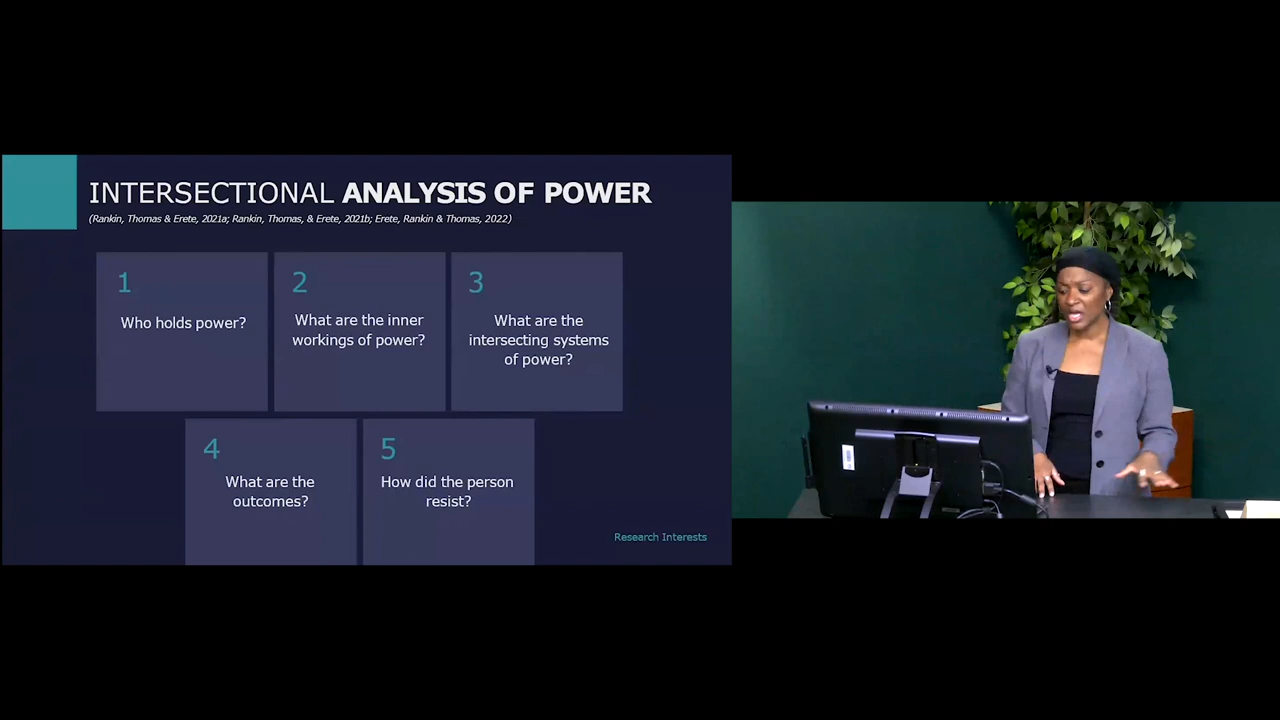 INTERSECTIONAL ANALYSIS OF POWER
(Rankin, Thomas & Erete, 2021a; Rankin, Thomas, & Erete, 2021b; Erete, Rankin & Thomas, 2022)
1
Who holds power?
2
What are the inner
workings of power?
3
What are the
intersecting systems
of power?
4
What are the
outcomes?
5
How did the person
resist?
Research Interests